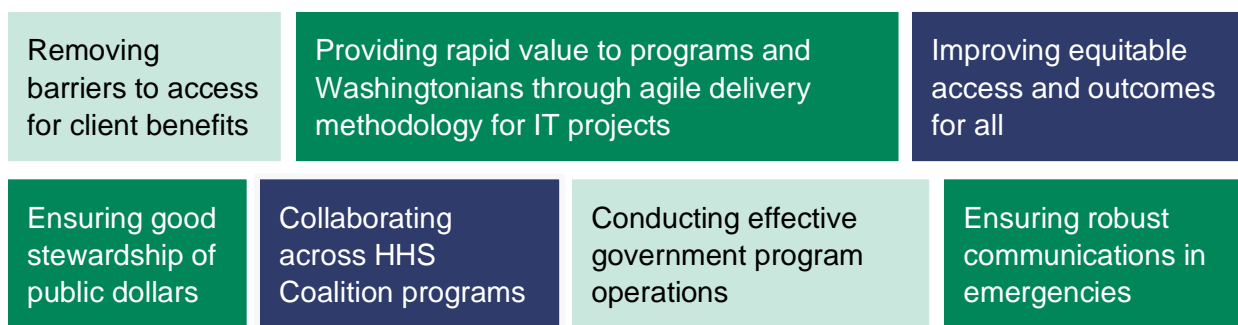 Removing
barriers to access
for client benefits
Providing rapid value to programs and
Washingtonians through agile delivery
methodology for IT projects
Improving equitable
access and outcomes
for all
Ensuring good
stewardship of
public dollars
Collaborating
across HHS
Coalition programs
Conducting effective
government program
operations
Ensuring robust
communications in
emergencies